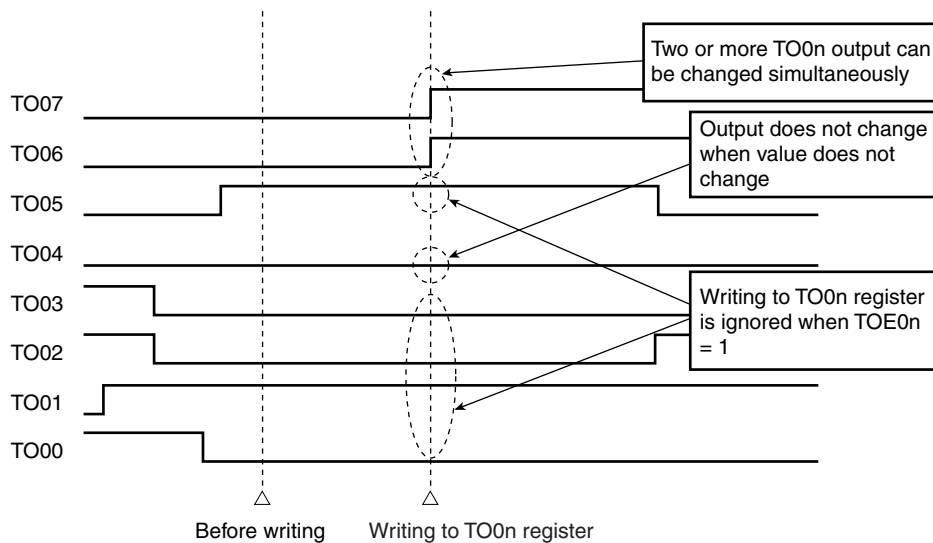 Two or more TO0n output can
be changed simultaneously
TO07
Output does not change
when value does not
change
TO06
TO05
TO04
TO03
Writing to TO0n register
is ignored when TOE0n
= 1
TO02
TO01
TO00
Before writing
Writing to TO0n register